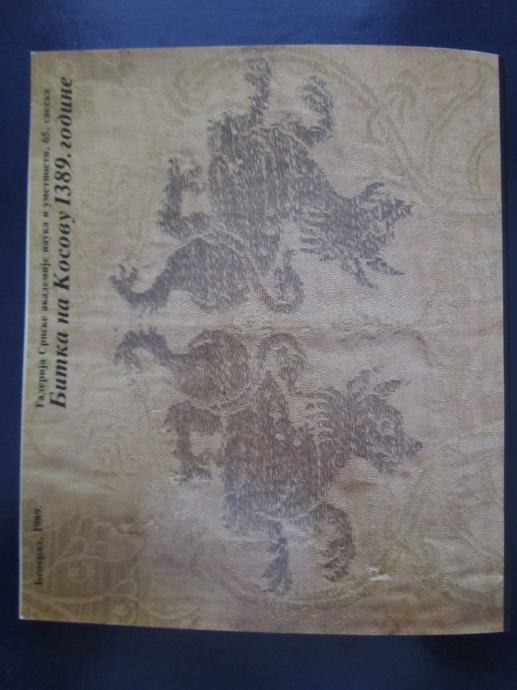 Галерија Српске академије наука и уметности, 65. свеска
Битка на Косову 1389. године
Београд, 1989.